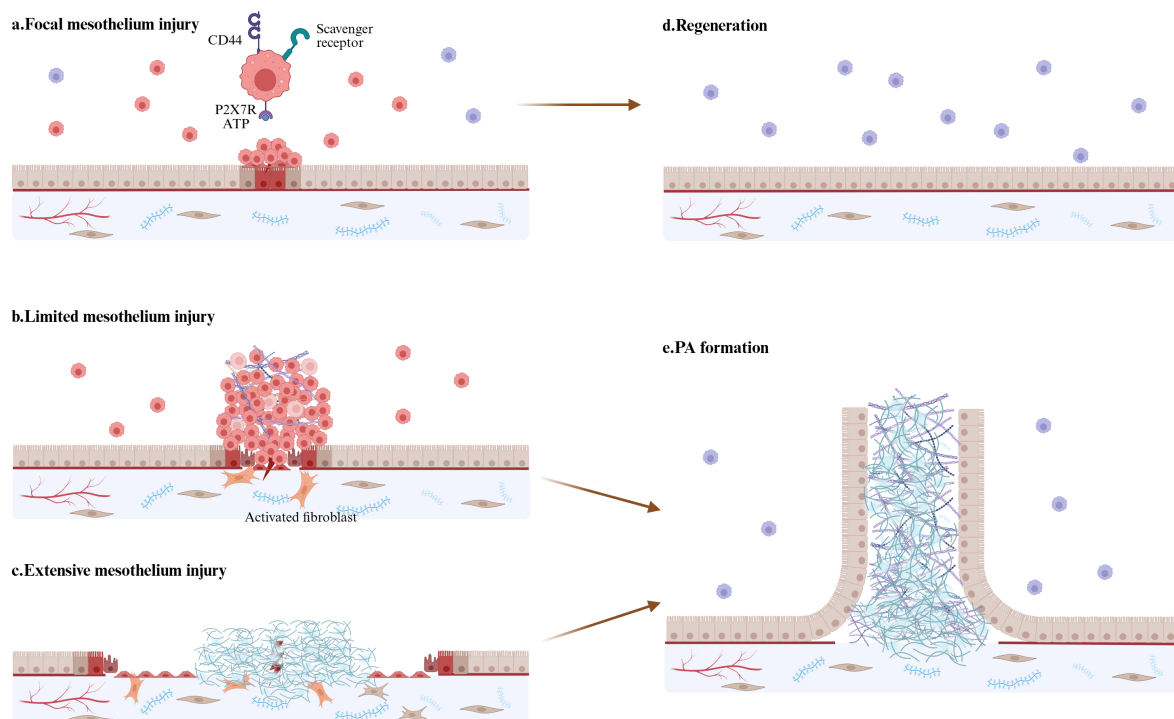 a.Focal mesothelium injury
CD44
Scavenger
receptor
P2X7R
ATP
d.Regeneration
b.Limited mesothelium injury
Activated fibroblast
e.PA formation
c.Extensive mesothelium injury